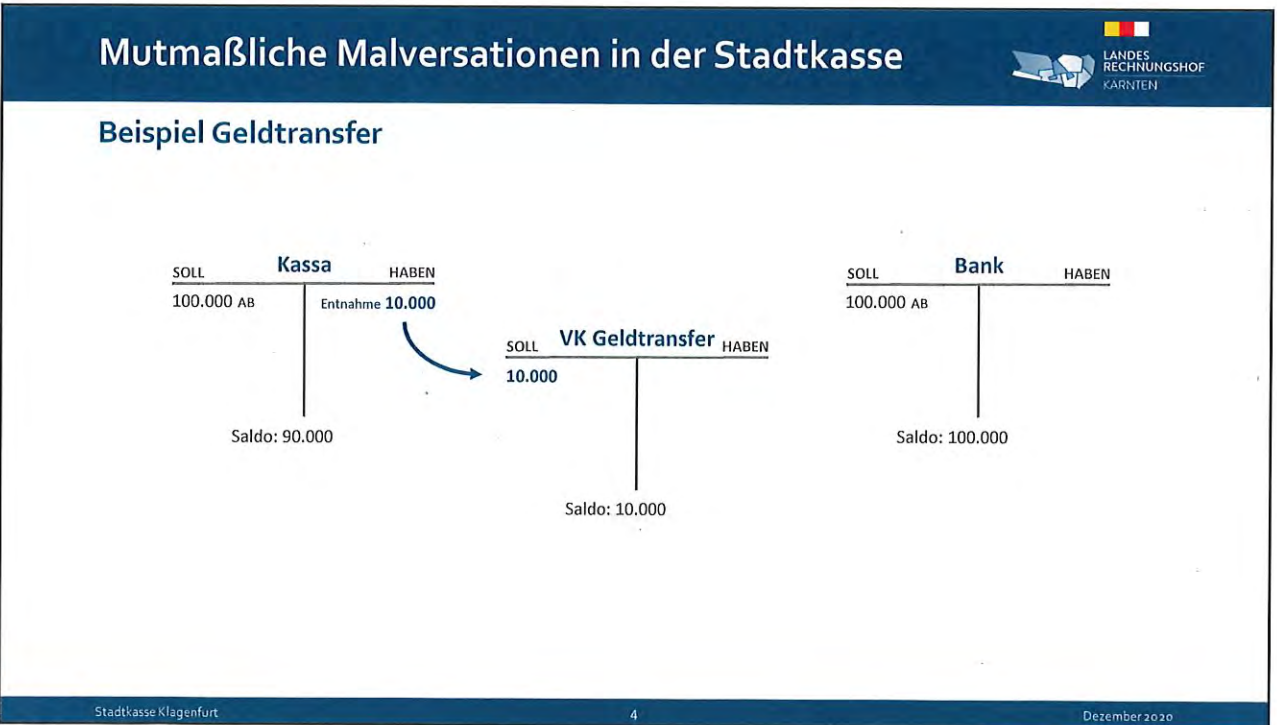 Mutmaßliche Malversationen in der Stadtkasse
LANDES
RECHNUNGSHOF
KÄRNTEN
Beispiel Geldtransfer
SOLL Kassa HABEN
100.000 AB Entnahme 10.000
Saldo: 90.000
SOLL VK Geldtransfer HABEN
10.000
Saldo: 10.000
SOLL Bank HABEN
100.000 AB
Saldo: 100.000
Stadtkasse Klagenfurt 4 Dezember 2020